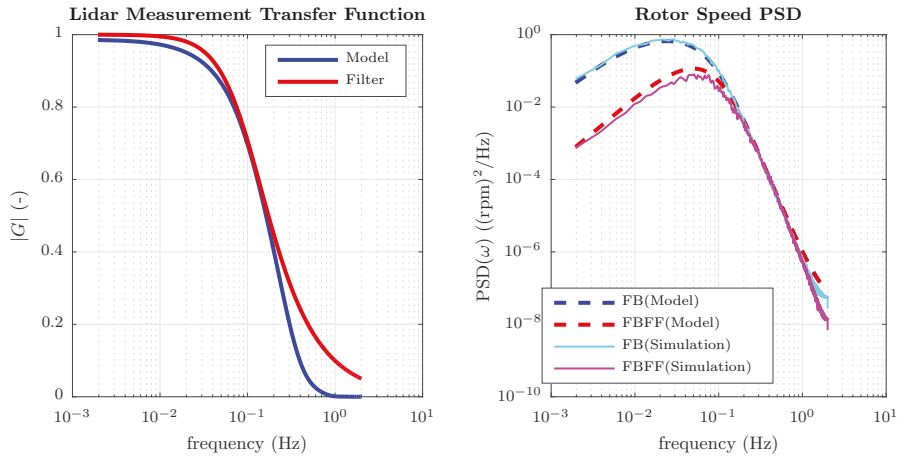 Lidar Measurement Transfer Function
1
0.8
0.6
0.4
0.2
0
|G| (-)
Model
Filter
10⁻³
10⁻²
10⁻¹
10⁰
10¹
frequency (Hz)
Rotor Speed PSD
10⁰
10⁻²
10⁻⁴
10⁻⁶
10⁻⁸
10⁻¹⁰
PSD(ω) ((rpm)²/Hz)
FB(Model)
FBFF(Model)
FB(Simulation)
FBFF(Simulation)
10⁻³
10⁻²
10⁻¹
10⁰
10¹
frequency (Hz)